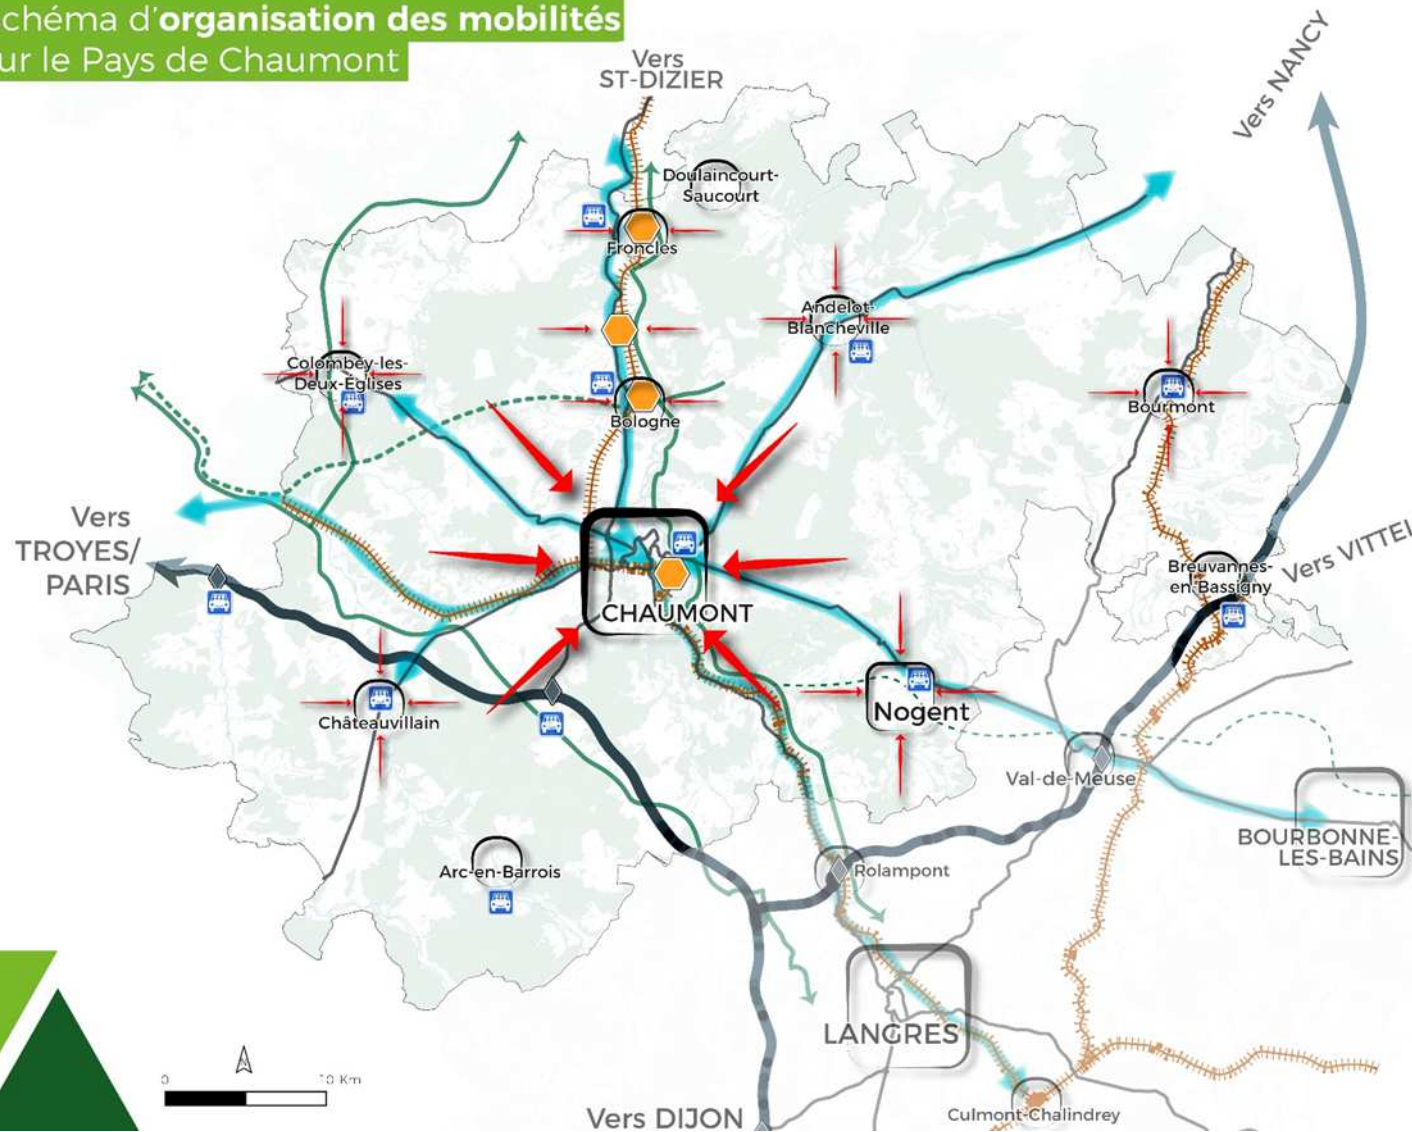 chéma d'organisation des mobilités
ur le Pays de Chaumont
Vers
ST-DIZIER
Vers NANCY
Doulaincourt-
Saucourt
Froncles
Andelot-
Blancheville
Colombey-les-
Deux-Églises
Bologne
Bourmont
Vers
TROYES/
PARIS
Breuvannes-
en Bassigny
Vers VITTEL
CHAUMONT
Châteauvillain
Nogent
Val-de-Meuse
BOURBONNE-
LES-BAINS
Arc-en-Barrois
Rolampont
LANGRES
0 10 Km
Vers DIJON
Culmont-Chalindrey